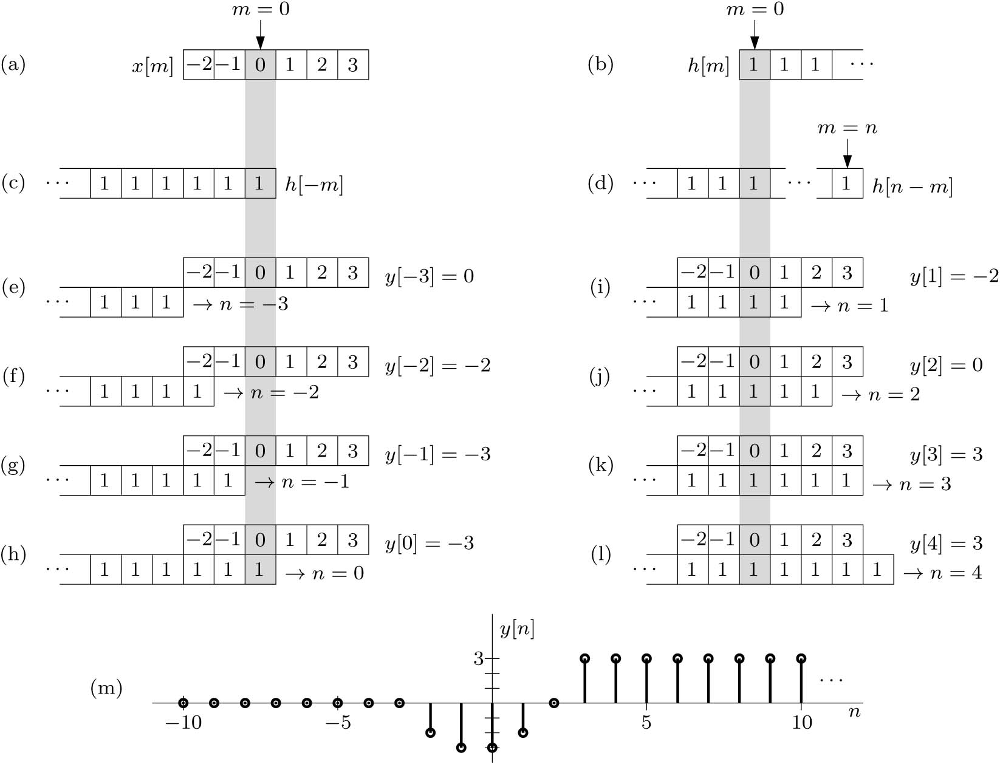 m = 0
(a) x[m] −2 −1 0 1 2 3
m = 0
(b) h[m] 1 1 1 ···
(c) ··· 1 1 1 1 1 1 h[−m]
m = n
(d) ··· 1 1 1 ··· 1 h[n − m]
(e) −2 −1 0 1 2 3 y[−3] = 0
··· 1 1 1 → n = −3
(f) −2 −1 0 1 2 3 y[−2] = −2
··· 1 1 1 1 → n = −2
(g) −2 −1 0 1 2 3 y[−1] = −3
··· 1 1 1 1 1 → n = −1
(h) −2 −1 0 1 2 3 y[0] = −3
··· 1 1 1 1 1 1 → n = 0
(i) −2 −1 0 1 2 3 y[1] = −2
··· 1 1 1 1 → n = 1
(j) −2 −1 0 1 2 3 y[2] = 0
··· 1 1 1 1 1 → n = 2
(k) −2 −1 0 1 2 3 y[3] = 3
··· 1 1 1 1 1 1 → n = 3
(l) −2 −1 0 1 2 3 y[4] = 3
··· 1 1 1 1 1 1 1 → n = 4
y[n]
3
(m)
···
−10 −5 5 10 n